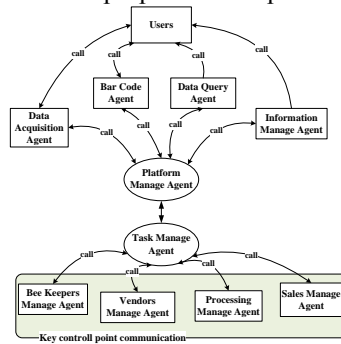 Users
call
call
call
call
Bar Code
Agent
Data Query
Agent
Data
Acquisition
Agent
Information
Manage Agent
call
call
call
call
Platform
Manage Agent
Task Manage
Agent
call
call
call
call
Bee Keepers
Manage Agent
Vendors
Manage Agent
Processing
Manage Agent
Sales Manage
Agent
Key controll point communication